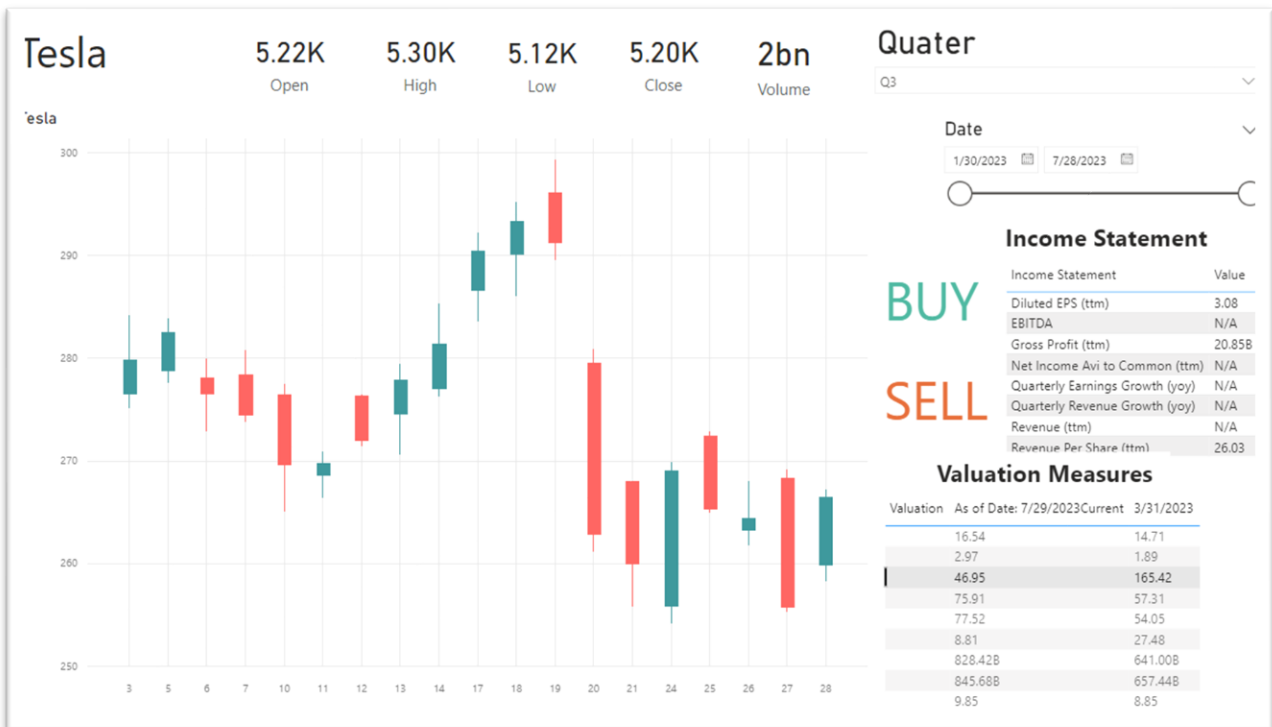 Tesla
5.22K
Open
5.30K
High
5.12K
Low
5.20K
Close
2bn
Volume
Quater
Q3
Date
1/30/2023
7/28/2023
esla
300
290
280
270
260
250
3 5 6 7 10 11 12 13 14 17 18 19 20 21 24 25 26 27 28
BUY
SELL
Income Statement
Income Statement Value
Diluted EPS (ttm) 3.08
EBITDA N/A
Gross Profit (ttm) 20.85B
Net Income Avi to Common (ttm) N/A
Quarterly Earnings Growth (yoy) N/A
Quarterly Revenue Growth (yoy) N/A
Revenue (ttm) N/A
Revenue Per Share (ttm) 26.03
Valuation Measures
Valuation As of Date: 7/29/2023Current 3/31/2023
16.54 14.71
2.97 1.89
46.95 165.42
75.91 57.31
77.52 54.05
8.81 27.48
828.42B 641.00B
845.68B 657.44B
9.85 8.85